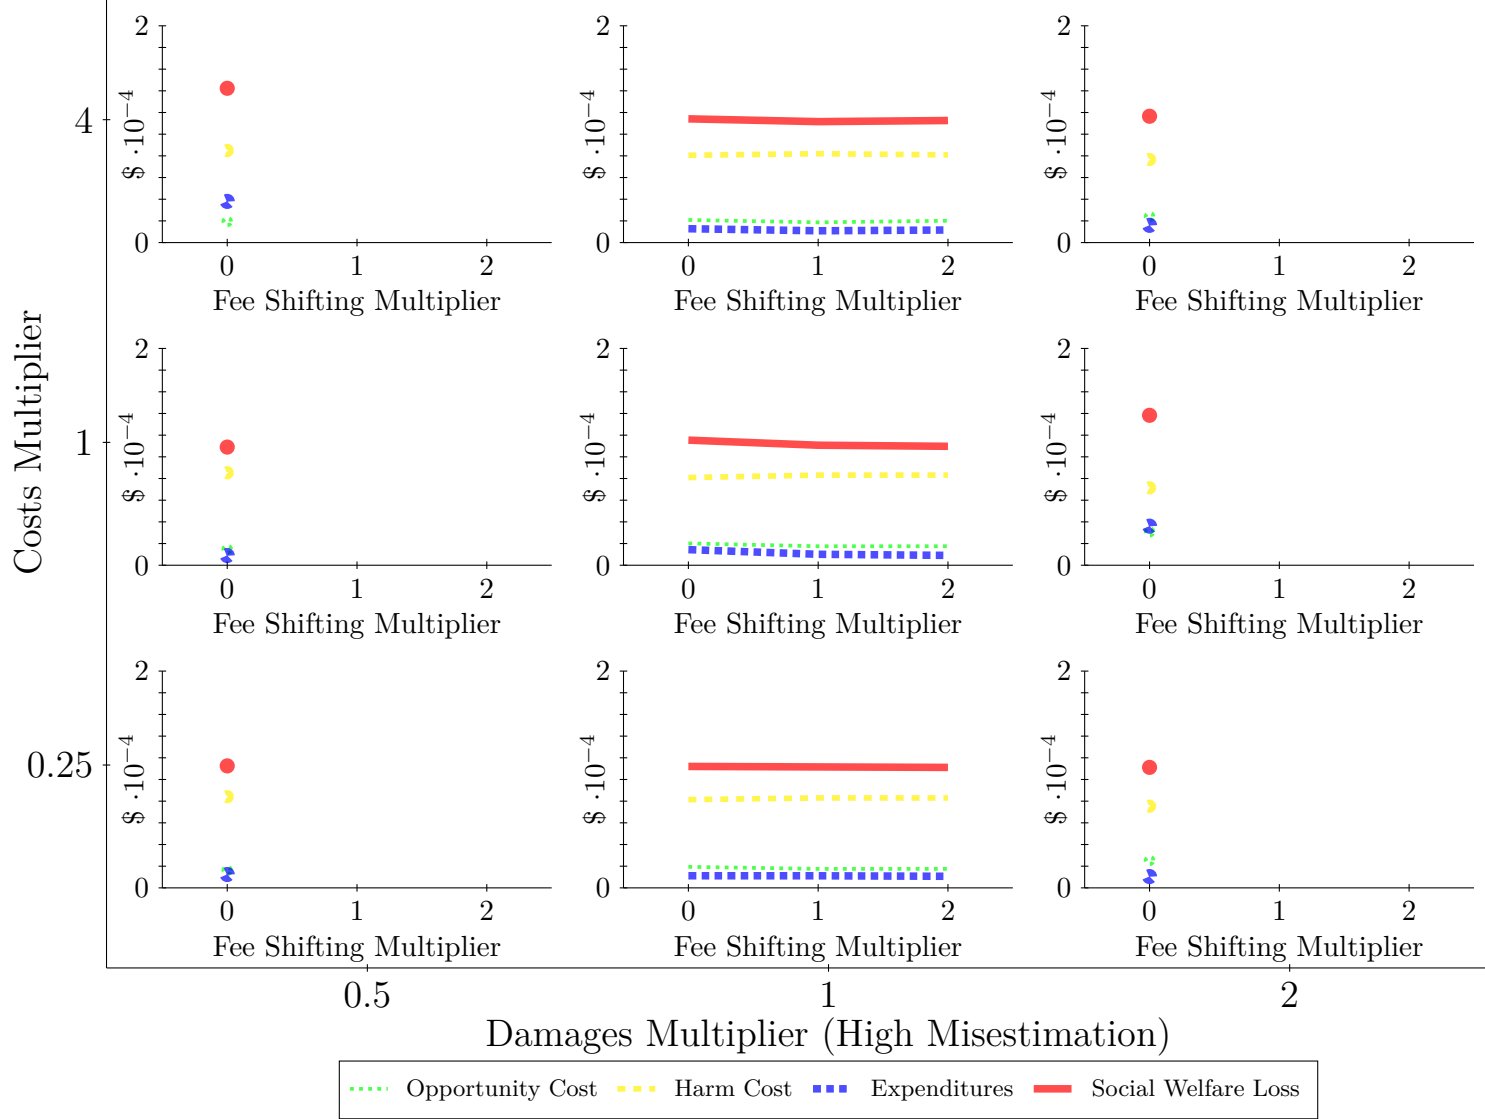 2
0
$ ·10⁻⁴
0 1 2
Fee Shifting Multiplier
2
0
$ ·10⁻⁴
0 1 2
Fee Shifting Multiplier
2
0
$ ·10⁻⁴
0 1 2
Fee Shifting Multiplier
4
2
0
$ ·10⁻⁴
0 1 2
Fee Shifting Multiplier
2
0
$ ·10⁻⁴
0 1 2
Fee Shifting Multiplier
2
0
$ ·10⁻⁴
0 1 2
Fee Shifting Multiplier
1
Costs Multiplier
2
0
$ ·10⁻⁴
0 1 2
Fee Shifting Multiplier
2
0
$ ·10⁻⁴
0 1 2
Fee Shifting Multiplier
2
0
$ ·10⁻⁴
0 1 2
Fee Shifting Multiplier
0.25
0.5 1 2
Damages Multiplier (High Misestimation)
Opportunity Cost Harm Cost Expenditures Social Welfare Loss